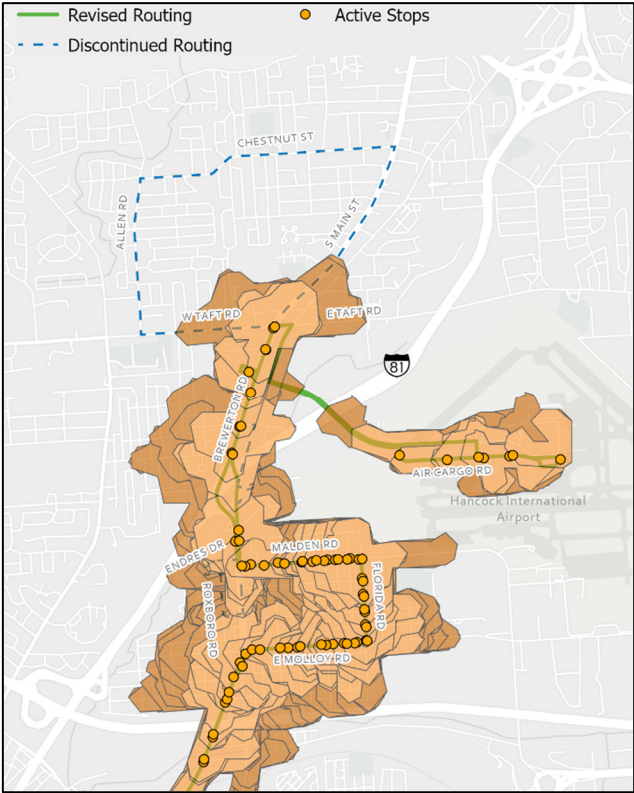 Revised Routing
Active Stops
Discontinued Routing
CHESTNUT ST
ALLEN RD
S MAIN ST
W TAFT RD
E TAFT RD
81
BREWERTON RD
AIR CARGO RD
Hancock International
Airport
ENDRES DR
MALDEN RD
FLORIDA RD
ROXBORO RD
E MOLLOY RD